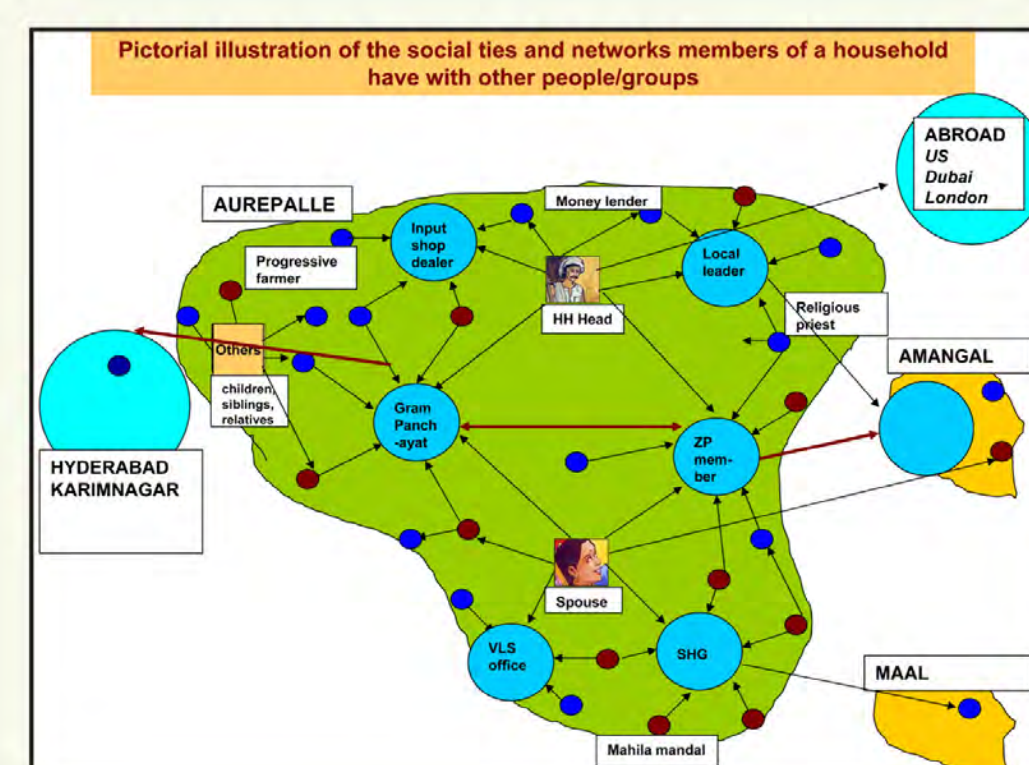 Pictorial illustration of the social ties and networks members of a household
have with other people/groups
ABROAD
US
Dubai
London
AUREPALLE
Money lender
Input
shop
dealer
Local
leader
Progressive
farmer
HH Head
Religious
priest
Others
children,
siblings,
relatives
AMANGAL
Gram
Panch
-ayat
ZP
mem-
ber
HYDERABAD
KARIMNAGAR
Spouse
VLS
office
SHG
MAAL
Mahila mandal